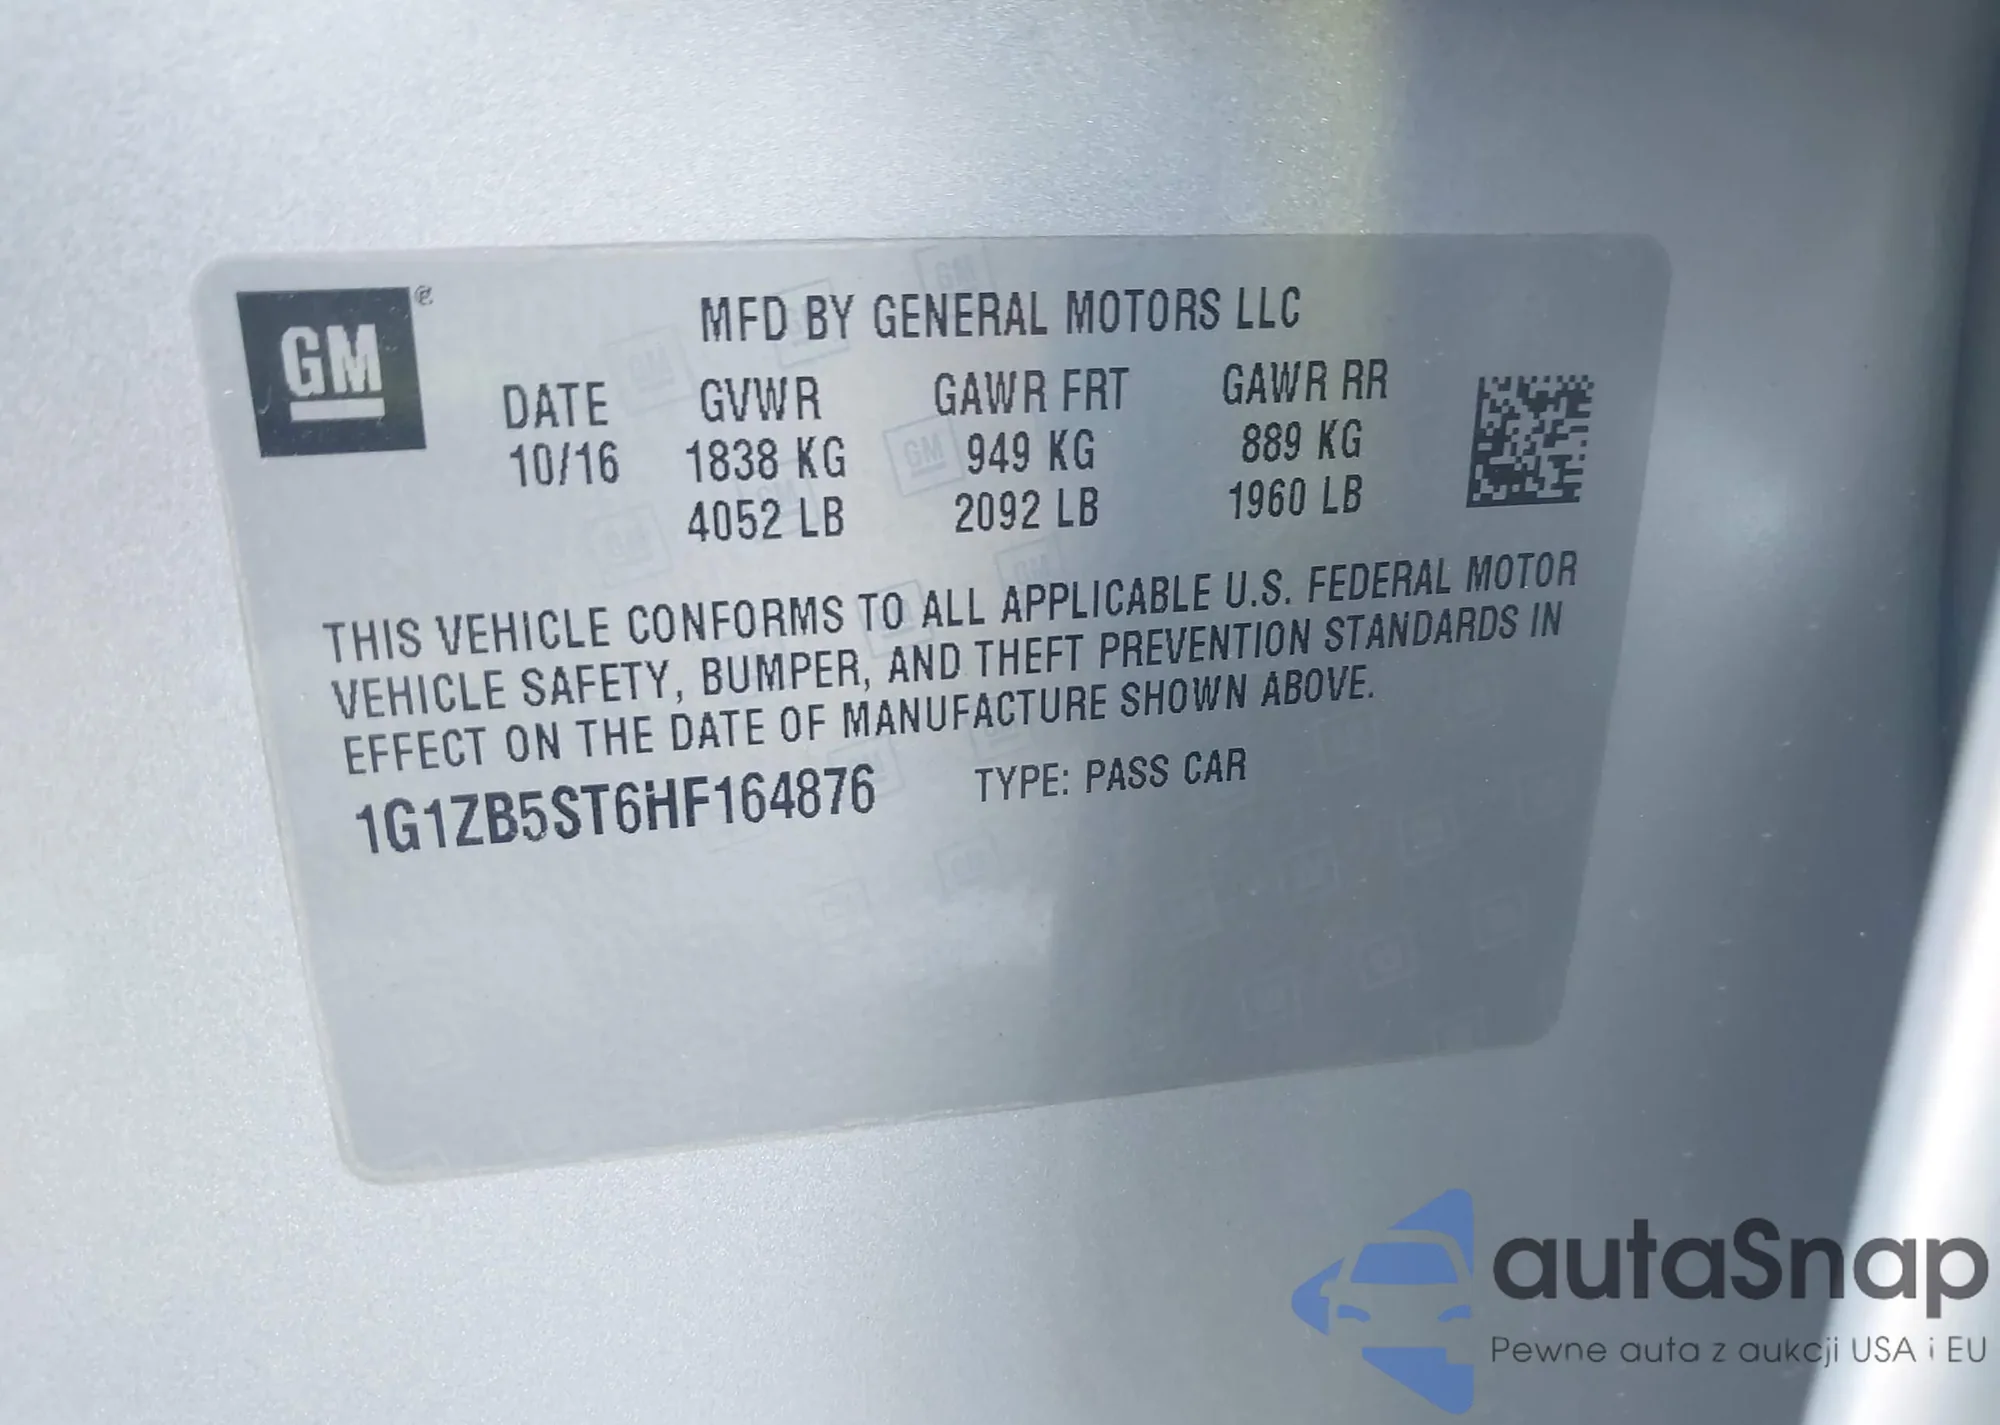 GM
MFD BY GENERAL MOTORS LLC
DATE GVWR GAWR FRT GAWR RR
10/16 1838 KG 949 KG 889 KG
4052 LB 2092 LB 1960 LB
THIS VEHICLE CONFORMS TO ALL APPLICABLE U.S. FEDERAL MOTOR
VEHICLE SAFETY, BUMPER, AND THEFT PREVENTION STANDARDS IN
EFFECT ON THE DATE OF MANUFACTURE SHOWN ABOVE.
1G1ZB5ST6HF164876 TYPE: PASS CAR
autaSnap
Pewne auta z aukcji USA i EU